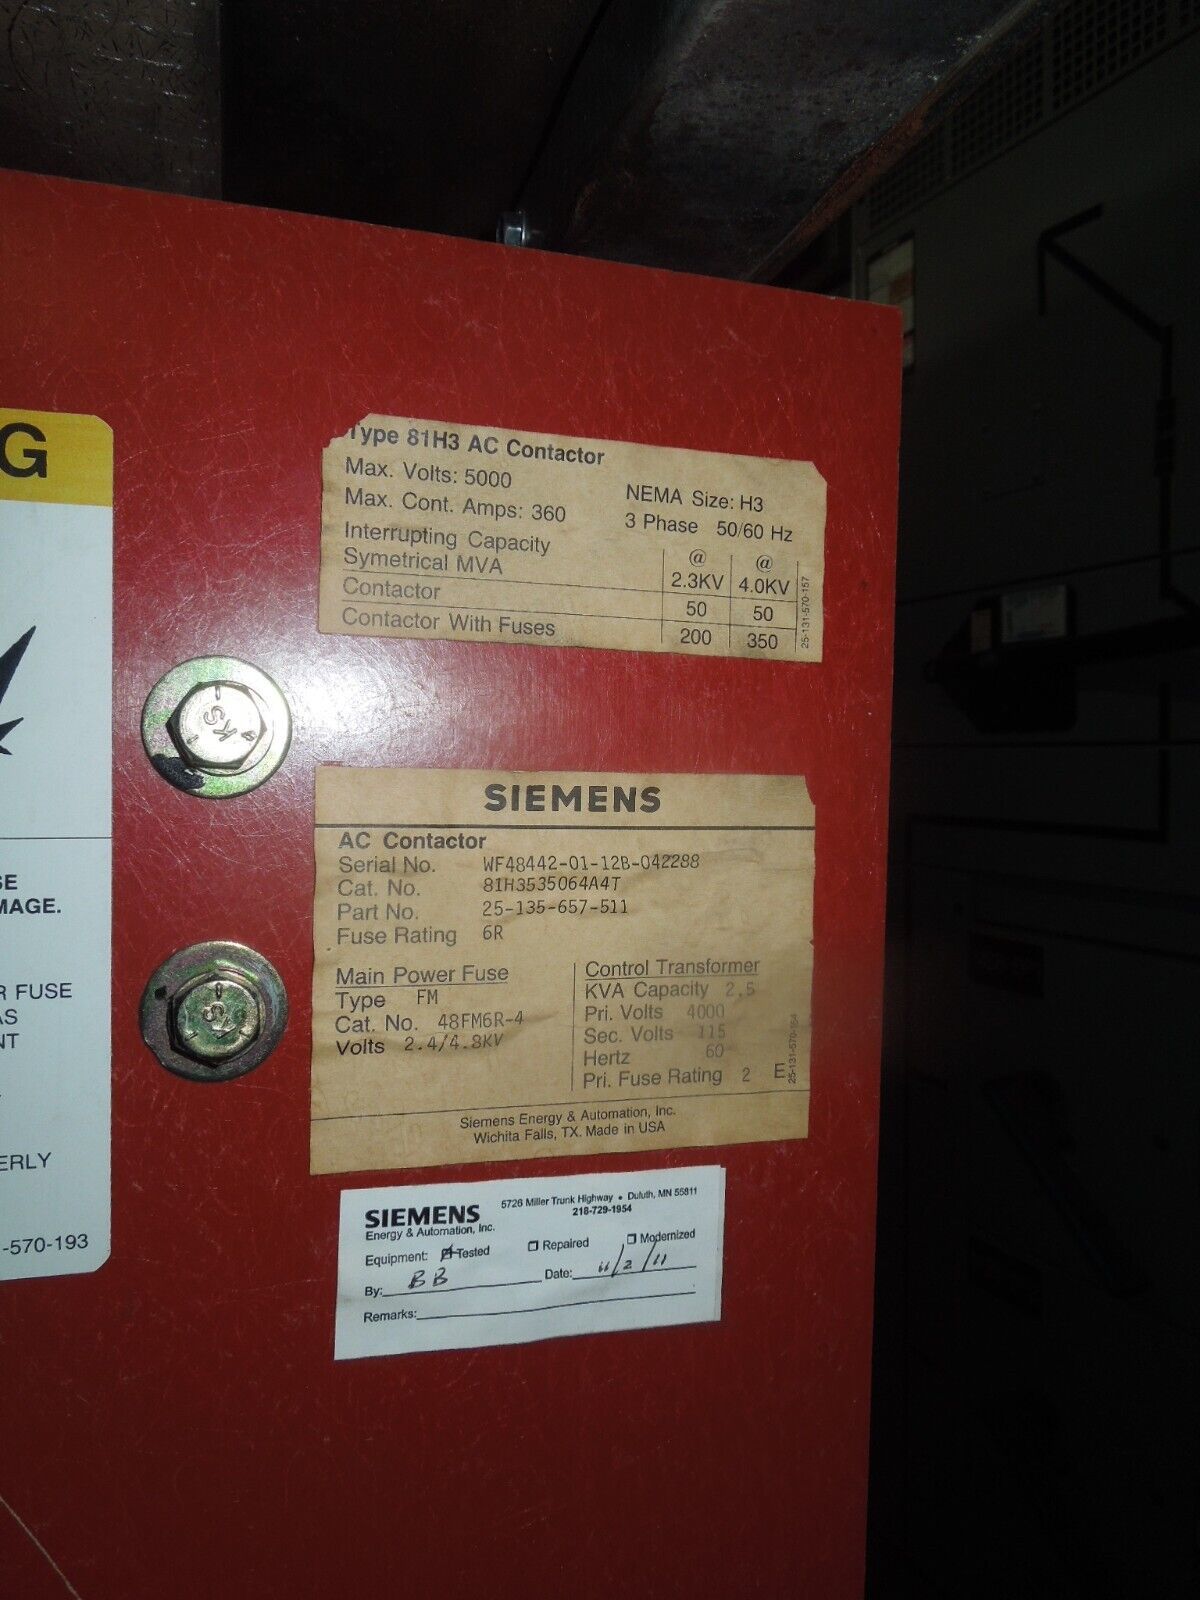 G
SE
MAGE.
R FUSE
AS
NT
ERLY
-570-193
Type 81H3 AC Contactor
Max. Volts: 5000
NEMA Size: H3
Max. Cont. Amps: 360
3 Phase 50/60 Hz
Interrupting Capacity
Symetrical MVA
@ @
2.3KV 4.0KV
Contactor 50 50
Contactor With Fuses 200 350
25-131-570-157
KS
KS
SIEMENS
AC Contactor
Serial No. WF48442-01-12B-042288
Cat. No. 81H3535064A4T
Part No. 25-135-657-511
Fuse Rating 6R
Main Power Fuse
Type FM
Cat. No. 48FM6R-4
Volts 2.4/4.8KV
Control Transformer
KVA Capacity 2.5
Pri. Volts 4000
Sec. Volts 115
Hertz 60
Pri. Fuse Rating 2 E
25-131-570-164
Siemens Energy & Automation, Inc.
Wichita Falls, TX. Made in USA
SIEMENS
Energy & Automation, Inc.
5726 Miller Trunk Highway • Duluth, MN 55811
218-729-1954
Equipment: Tested Repaired Modernized
By: BB Date: 11/2/11
Remarks: